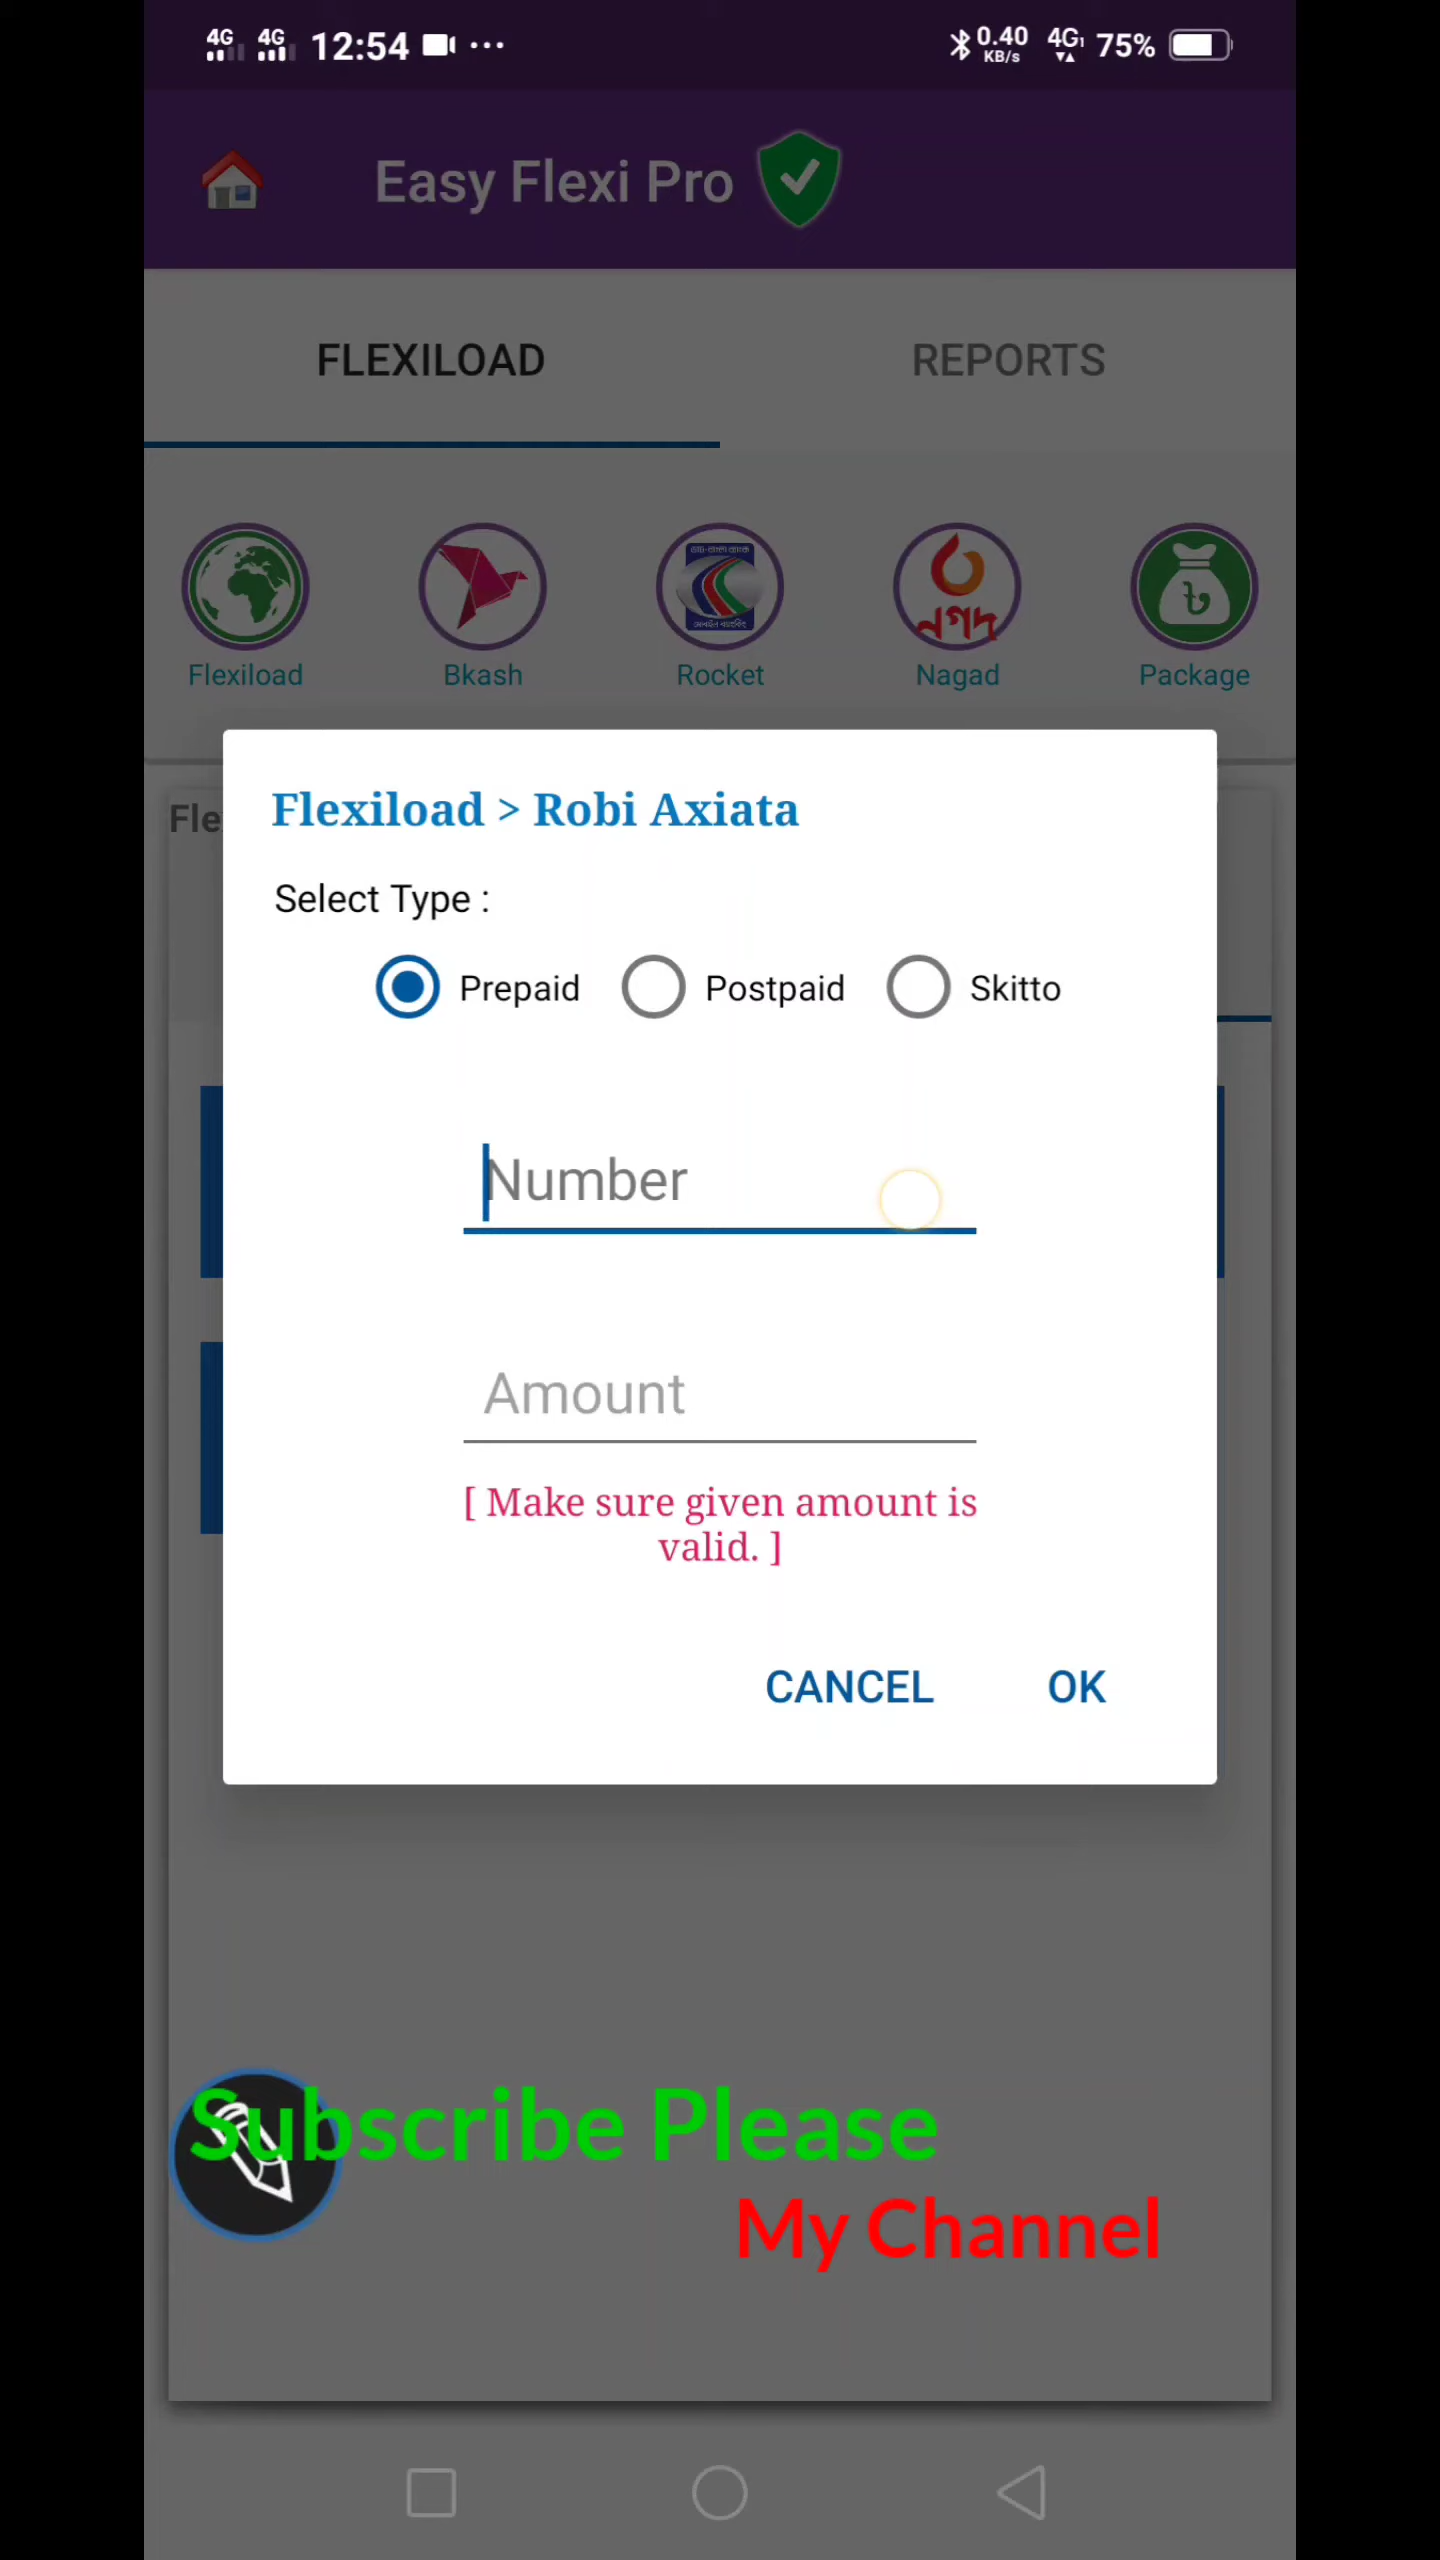 4G 4G 12:54 0.40 KB/s 4G 75%
Easy Flexi Pro
FLEXILOAD REPORTS
নগদ
Flexiload Bkash Rocket Nagad Package
Fle
Flexiload > Robi Axiata
Select Type :
Prepaid Postpaid Skitto
Number
Amount
[ Make sure given amount is
valid. ]
CANCEL OK
Subscribe Please
My Channel